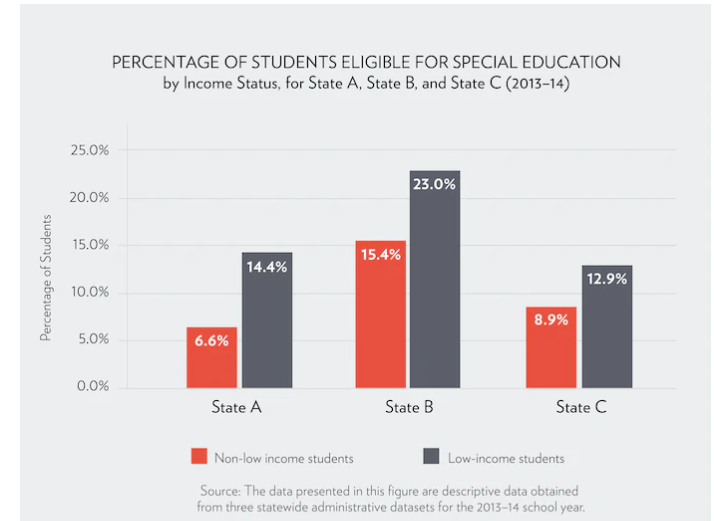 PERCENTAGE OF STUDENTS ELIGIBLE FOR SPECIAL EDUCATION
by Income Status, for State A, State B, and State C (2013–14)
Percentage of Students
25.0%
20.0%
15.0%
10.0%
5.0%
0.0%
6.6%
14.4%
15.4%
23.0%
8.9%
12.9%
State A
State B
State C
Non-low income students
Low-income students
Source: The data presented in this figure are descriptive data obtained
from three statewide administrative datasets for the 2013–14 school year.